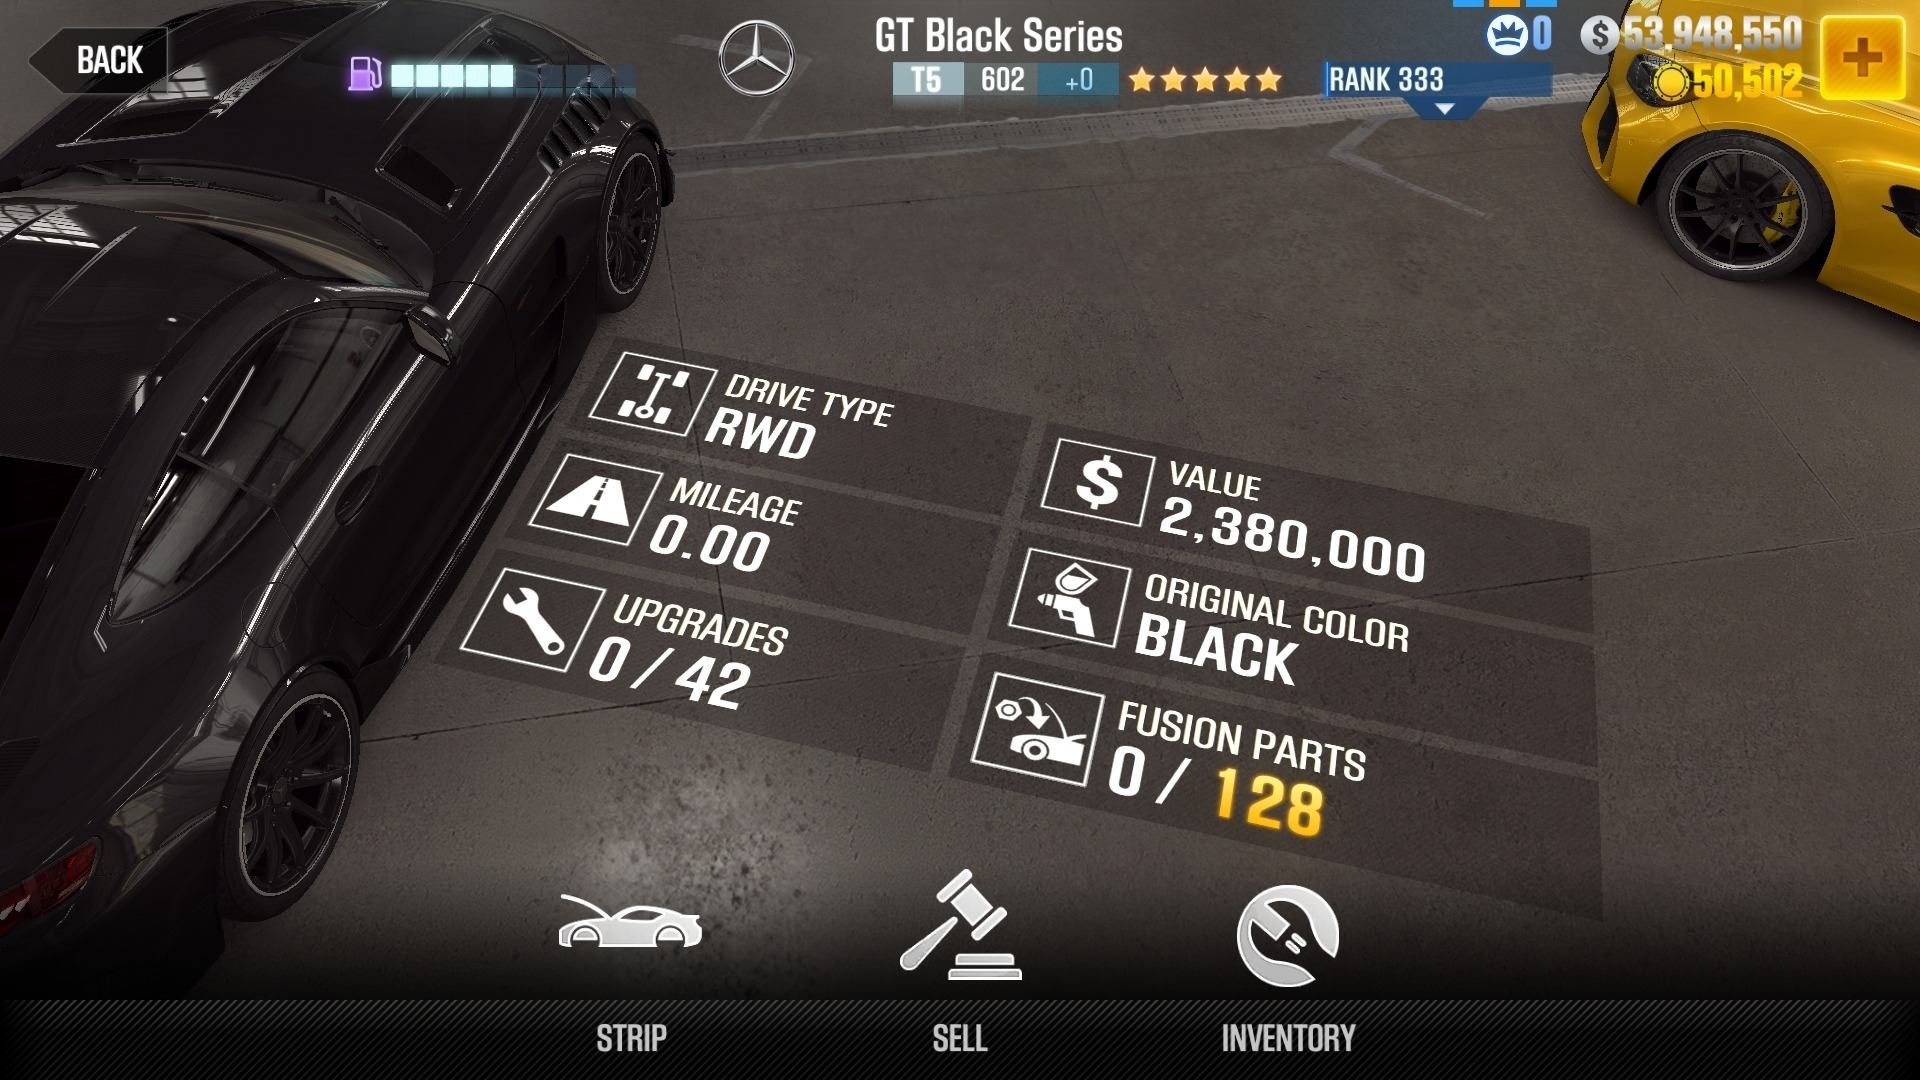 BACK
GT Black Series
0
53,948,550
T5 602 +0
RANK 333
50,502
DRIVE TYPE
RWD
MILEAGE
0.00
UPGRADES
0 / 42
VALUE
2,380,000
ORIGINAL COLOR
BLACK
FUSION PARTS
0 / 128
STRIP
SELL
INVENTORY